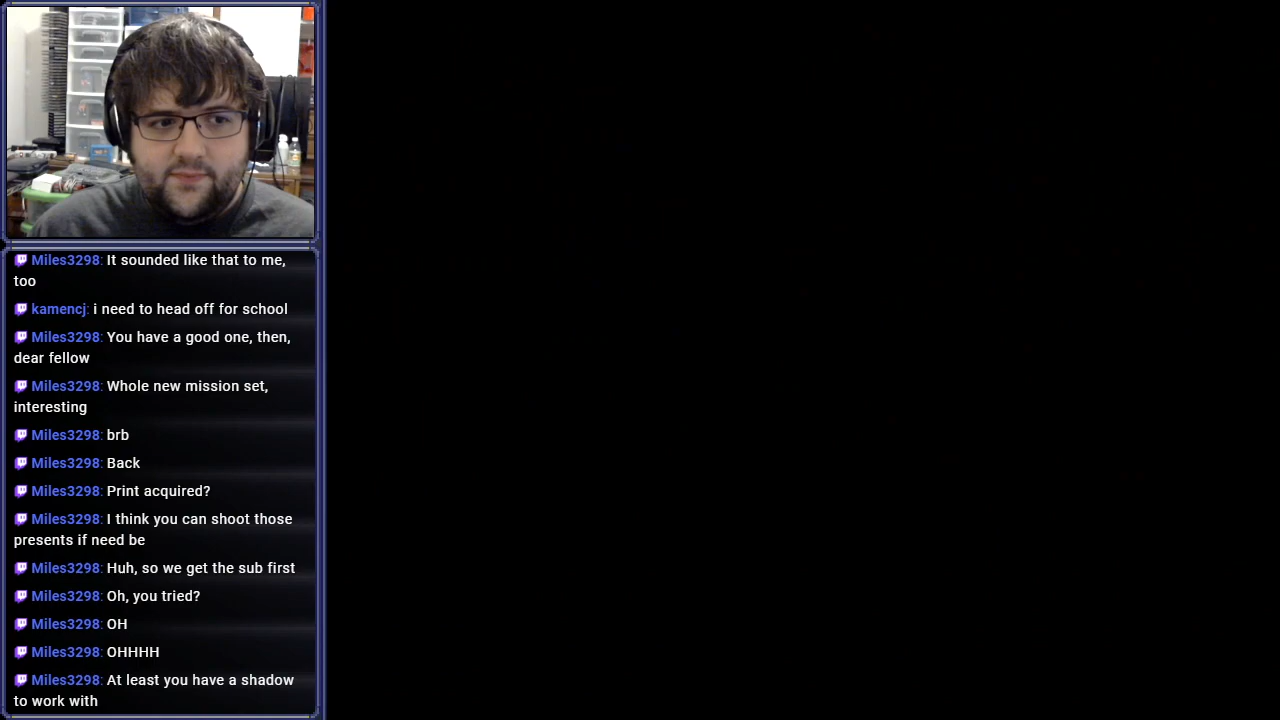 Miles3298: It sounded like that to me,
too
kamencj: i need to head off for school
Miles3298: You have a good one, then,
dear fellow
Miles3298: Whole new mission set,
interesting
Miles3298: brb
Miles3298: Back
Miles3298: Print acquired?
Miles3298: I think you can shoot those
presents if need be
Miles3298: Huh, so we get the sub first
Miles3298: Oh, you tried?
Miles3298: OH
Miles3298: OHHHH
Miles3298: At least you have a shadow
to work with